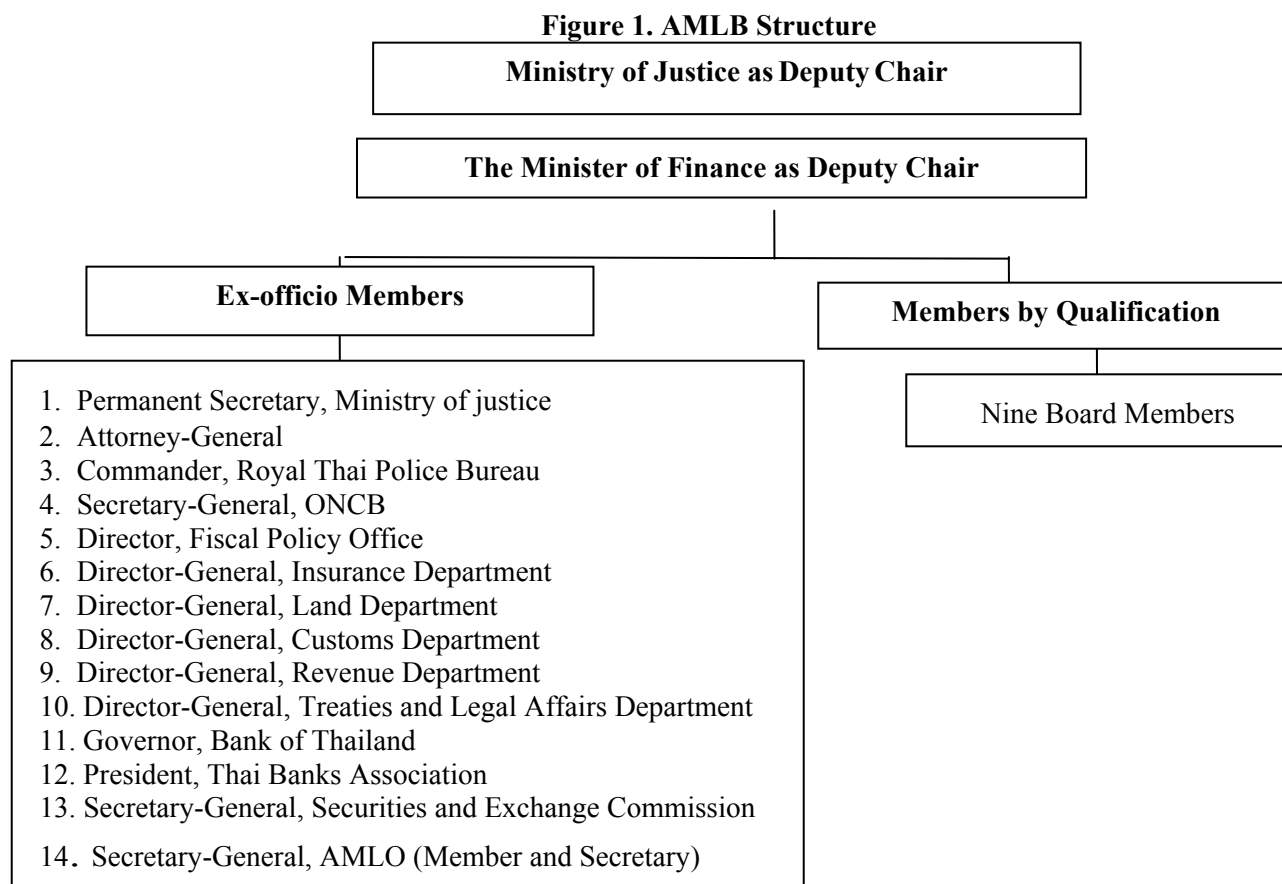 Figure 1. AMLB Structure
Ministry of Justice as Deputy Chair
The Minister of Finance as Deputy Chair
Ex-officio Members
Members by Qualification
1. Permanent Secretary, Ministry of justice
2. Attorney-General
3. Commander, Royal Thai Police Bureau
4. Secretary-General, ONCB
5. Director, Fiscal Policy Office
6. Director-General, Insurance Department
7. Director-General, Land Department
8. Director-General, Customs Department
9. Director-General, Revenue Department
10. Director-General, Treaties and Legal Affairs Department
11. Governor, Bank of Thailand
12. President, Thai Banks Association
13. Secretary-General, Securities and Exchange Commission
14. Secretary-General, AMLO (Member and Secretary)
Nine Board Members